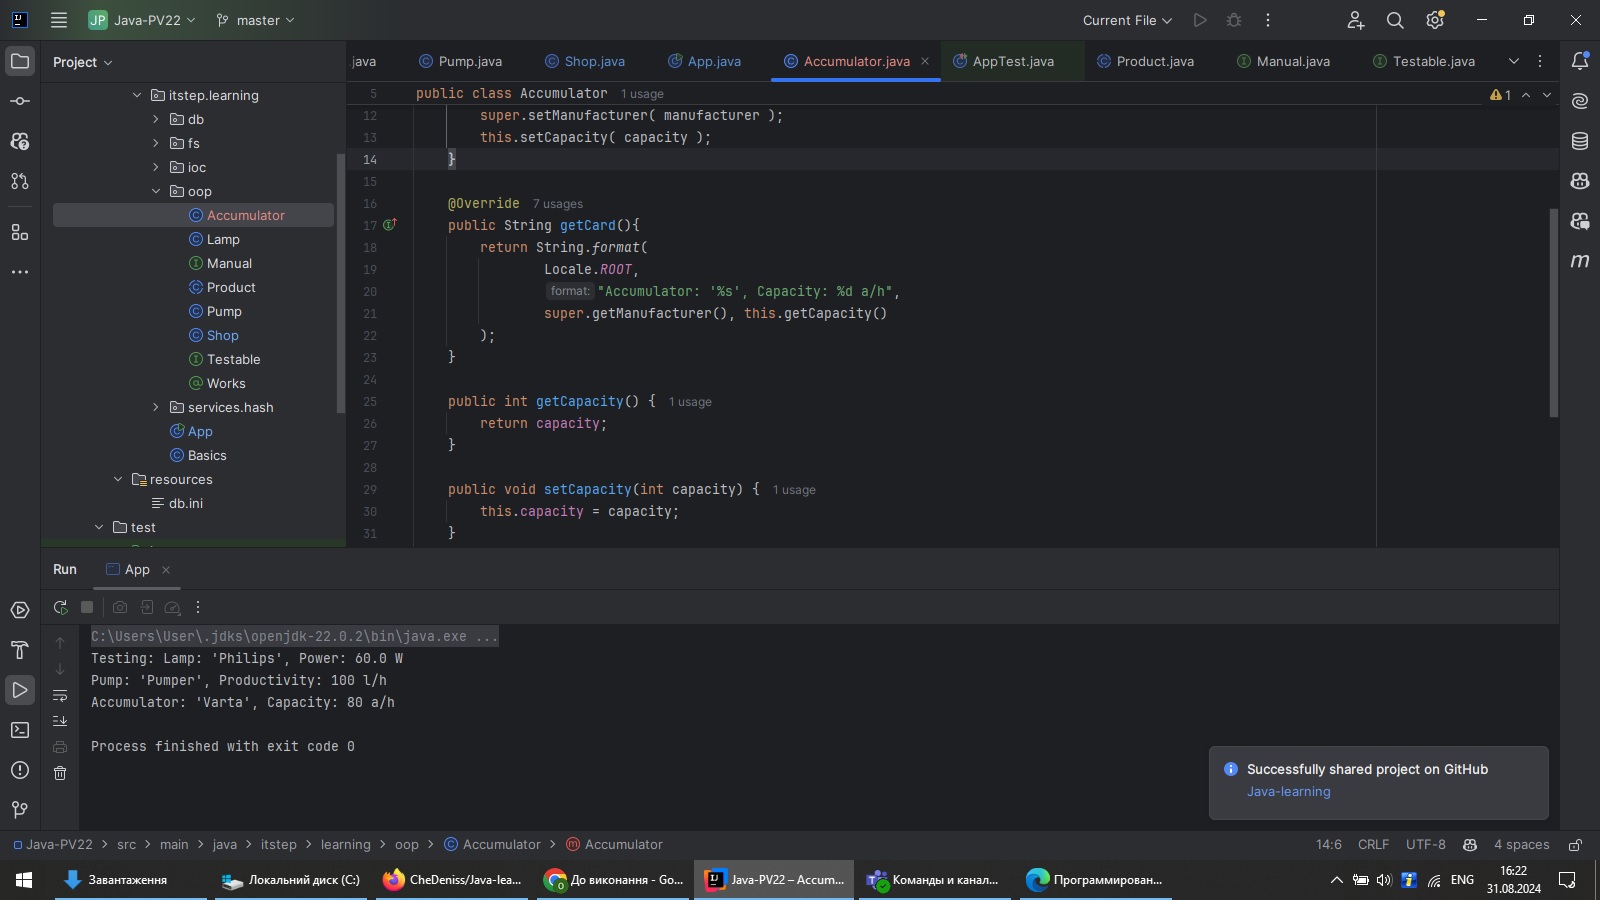 JP Java-PV22 master Current File
Project
java Pump.java Shop.java App.java Accumulator.java AppTest.java Product.java Manual.java Testable.java
itstep.learning
db
fs
ioc
oop
Accumulator
Lamp
Manual
Product
Pump
Shop
Testable
Works
services.hash
App
Basics
resources
db.ini
test
5 public class Accumulator 1 usage
1
12 super.setManufacturer( manufacturer );
13 this.setCapacity( capacity );
14 }
15
16 @Override 7 usages
17 public String getCard(){
18 return String.format(
19 Locale.ROOT,
20 format: "Accumulator: '%s', Capacity: %d a/h",
21 super.getManufacturer(), this.getCapacity()
22 );
23 }
24
25 public int getCapacity() { 1 usage
26 return capacity;
27 }
28
29 public void setCapacity(int capacity) { 1 usage
30 this.capacity = capacity;
31 }
Run App
C:\Users\User\.jdks\openjdk-22.0.2\bin\java.exe ...
Testing: Lamp: 'Philips', Power: 60.0 W
Pump: 'Pumper', Productivity: 100 l/h
Accumulator: 'Varta', Capacity: 80 a/h
Process finished with exit code 0
Successfully shared project on GitHub
Java-learning
Java-PV22 > src > main > java > itstep > learning > oop > Accumulator > Accumulator 14:6 CRLF UTF-8 4 spaces
Завантаження Локальний диск (C:) CheDeniss/Java-lea... До виконання - Go... Java-PV22 – Accum... Команды и канал... Программирован... ENG 16:22
31.08.2024